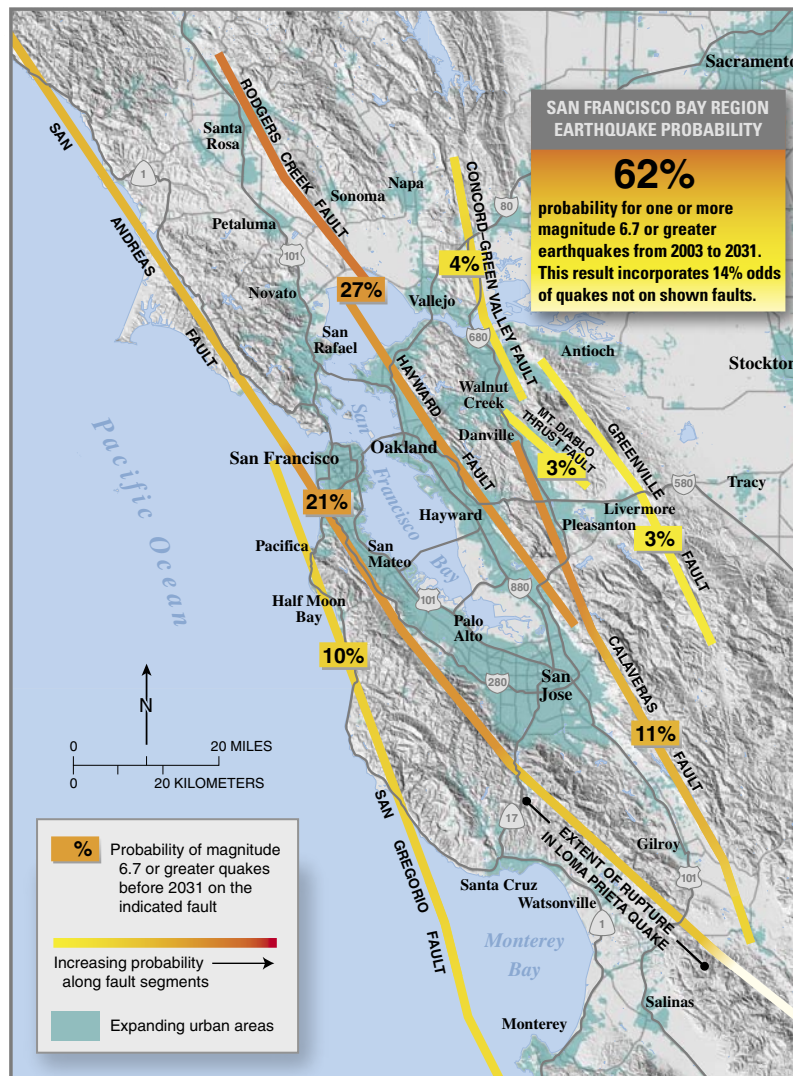 Sacramento
SAN FRANCISCO BAY REGION
EARTHQUAKE PROBABILITY
62%
probability for one or more
magnitude 6.7 or greater
earthquakes from 2003 to 2031.
This result incorporates 14% odds
of quakes not on shown faults.
SAN ANDREAS FAULT
1
Santa
Rosa
RODGERS CREEK FAULT
Sonoma
Napa
CONCORD–GREEN VALLEY FAULT
80
Petaluma
101
4%
27%
Novato
Vallejo
San
Rafael
680
Antioch
Stockton
HAYWARD FAULT
Walnut
Creek
MT. DIABLO
THRUST FAULT
3%
GREENVILLE FAULT
Danville
Oakland
San Francisco Bay
San Francisco
Pacific Ocean
21%
580
Tracy
Livermore
Pleasanton
3%
Hayward
Pacifica
San
Mateo
880
Half Moon
Bay
101
Palo
Alto
10%
280
San
Jose
CALAVERAS FAULT
11%
N
0 20 MILES
0 20 KILOMETERS
17
SAN GREGORIO FAULT
EXTENT OF RUPTURE
IN LOMA PRIETA QUAKE
Gilroy
101
Santa Cruz
Watsonville
1
Monterey
Bay
Salinas
Monterey
% Probability of magnitude
6.7 or greater quakes
before 2031 on the
indicated fault
Increasing probability
along fault segments
Expanding urban areas